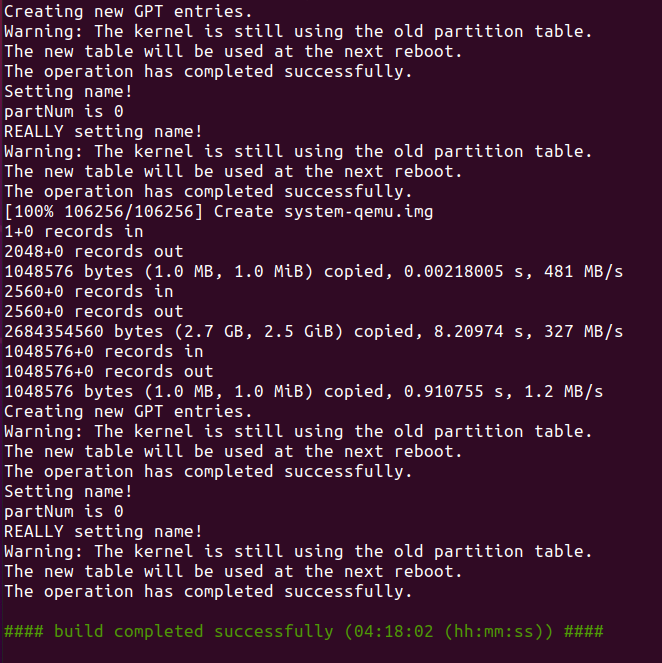 Creating new GPT entries.
Warning: The kernel is still using the old partition table.
The new table will be used at the next reboot.
The operation has completed successfully.
Setting name!
partNum is 0
REALLY setting name!
Warning: The kernel is still using the old partition table.
The new table will be used at the next reboot.
The operation has completed successfully.
[100% 106256/106256] Create system-qemu.img
1+0 records in
2048+0 records out
1048576 bytes (1.0 MB, 1.0 MiB) copied, 0.00218005 s, 481 MB/s
2560+0 records in
2560+0 records out
2684354560 bytes (2.7 GB, 2.5 GiB) copied, 8.20974 s, 327 MB/s
1048576+0 records in
1048576+0 records out
1048576 bytes (1.0 MB, 1.0 MiB) copied, 0.910755 s, 1.2 MB/s
Creating new GPT entries.
Warning: The kernel is still using the old partition table.
The new table will be used at the next reboot.
The operation has completed successfully.
Setting name!
partNum is 0
REALLY setting name!
Warning: The kernel is still using the old partition table.
The new table will be used at the next reboot.
The operation has completed successfully.
#### build completed successfully (04:18:02 (hh:mm:ss)) ####